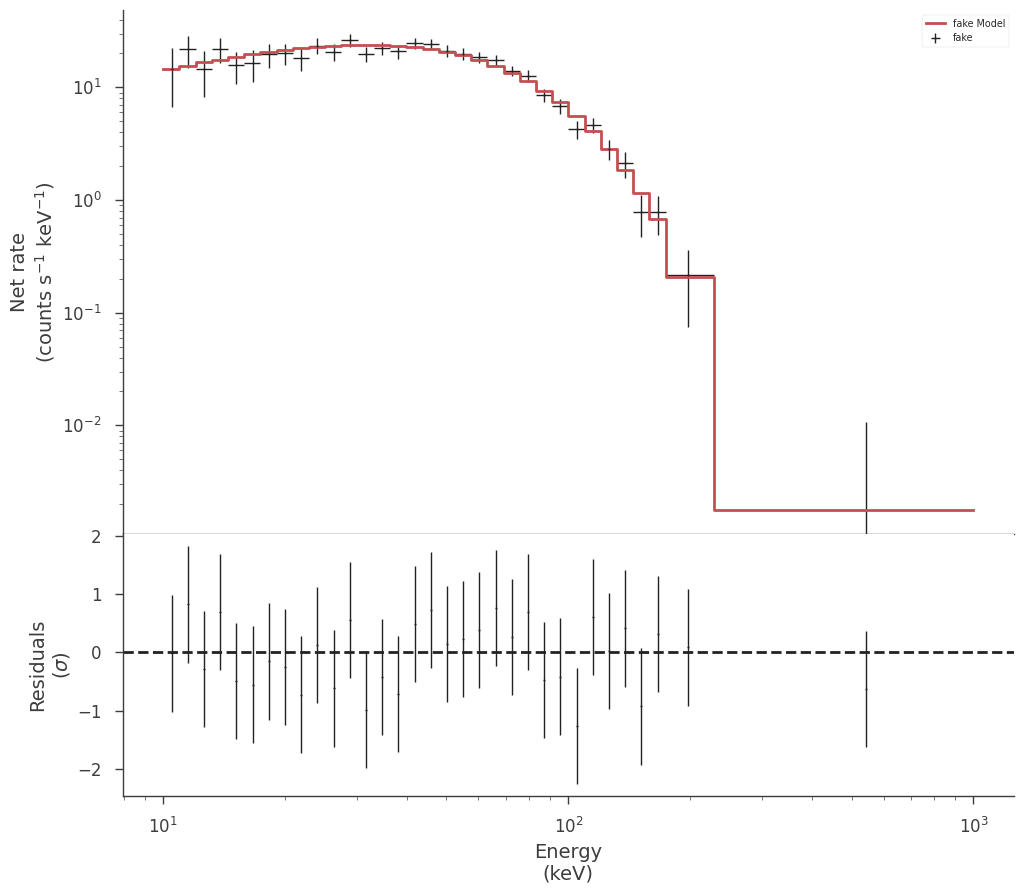 fake Model
fake
10¹
10⁰
10⁻¹
10⁻²
Net rate
(counts s⁻¹ keV⁻¹)
2
1
0
−1
−2
Residuals
(σ)
10¹
10²
10³
Energy
(keV)